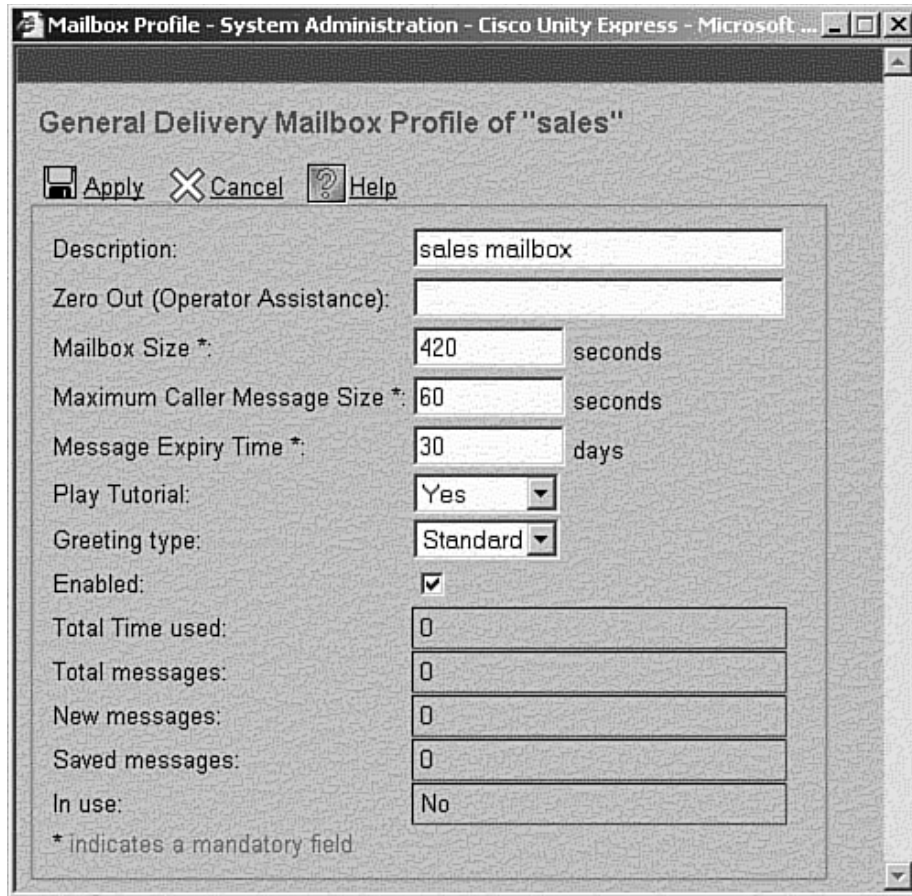 Mailbox Profile - System Administration - Cisco Unity Express - Microsoft ...
General Delivery Mailbox Profile of "sales"
Apply Cancel Help
Description: sales mailbox
Zero Out (Operator Assistance):
Mailbox Size *: 420 seconds
Maximum Caller Message Size *: 60 seconds
Message Expiry Time *: 30 days
Play Tutorial: Yes
Greeting type: Standard
Enabled:
Total Time used: 0
Total messages: 0
New messages: 0
Saved messages: 0
In use: No
* indicates a mandatory field